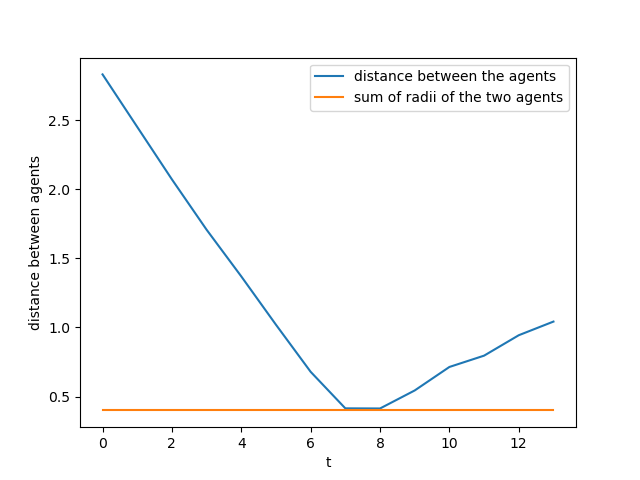 distance between the agents
sum of radii of the two agents
distance between agents
2.5
2.0
1.5
1.0
0.5
0 2 4 6 8 10 12
t